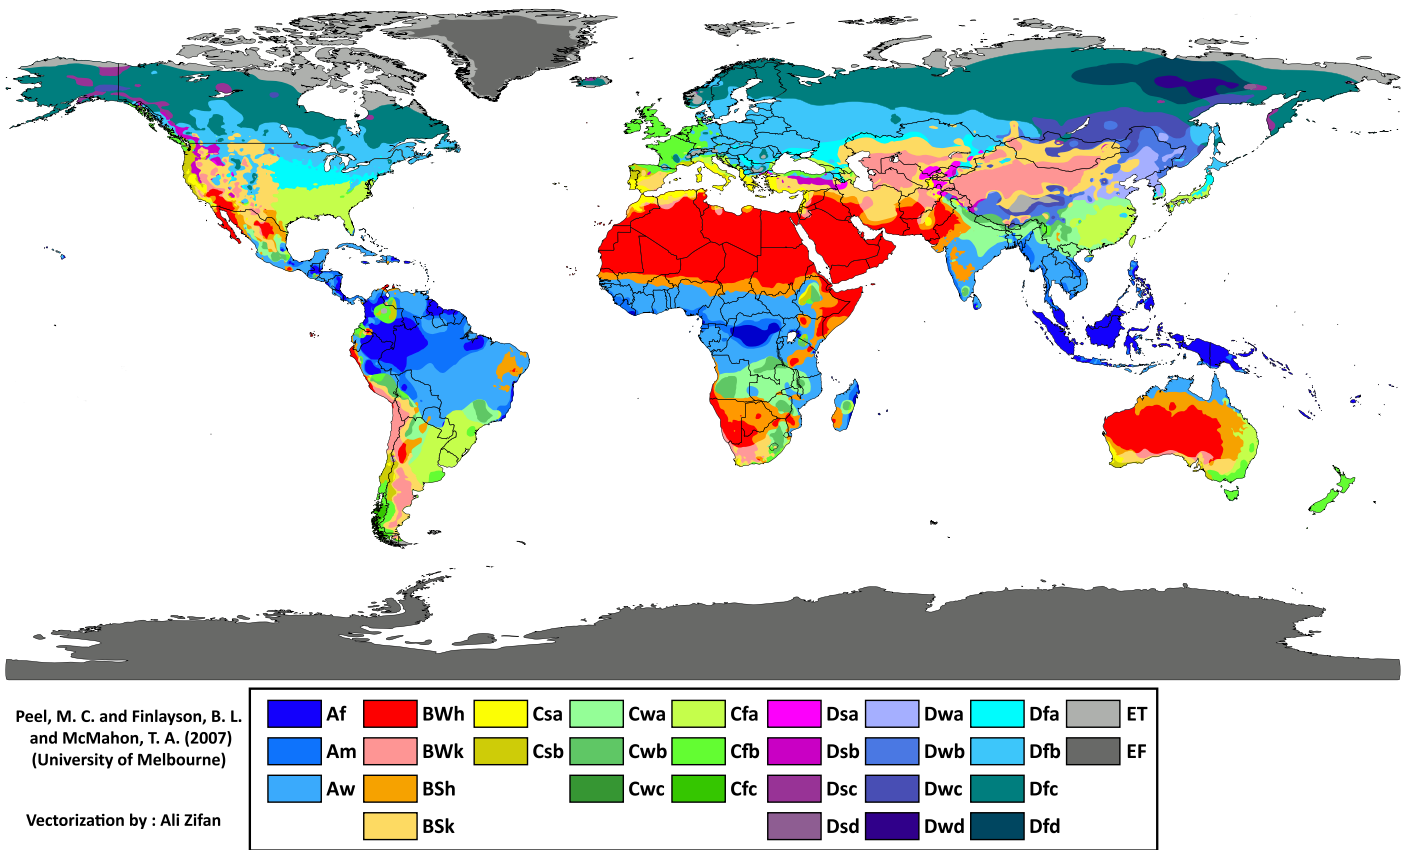 Peel, M. C. and Finlayson, B. L.
and McMahon, T. A. (2007)
(University of Melbourne)
Vectorization by : Ali Zifan
Af BWh Csa Cwa Cfa Dsa Dwa Dfa ET
Am BWk Csb Cwb Cfb Dsb Dwb Dfb EF
Aw BSh Cwc Cfc Dsc Dwc Dfc
BSk Dsd Dwd Dfd